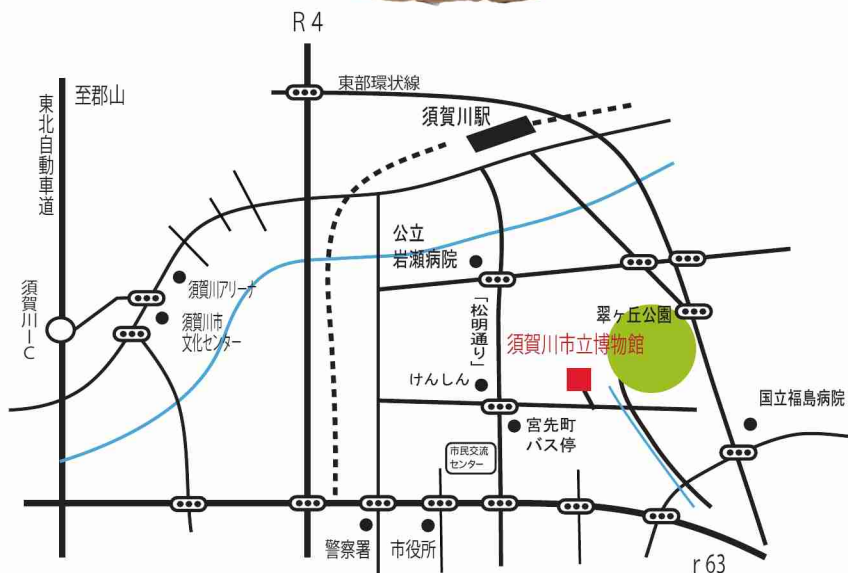 R 4
東部環状線
至郡山
東北自動車道
須賀川駅
公立
岩瀬病院
須賀川アリーナ
須賀川市
文化センター
須賀川IC
「松明通り」
翠ヶ丘公園
須賀川市立博物館
けんしん
国立福島病院
宮先町
バス停
市民交流
センター
警察署
市役所
r 63